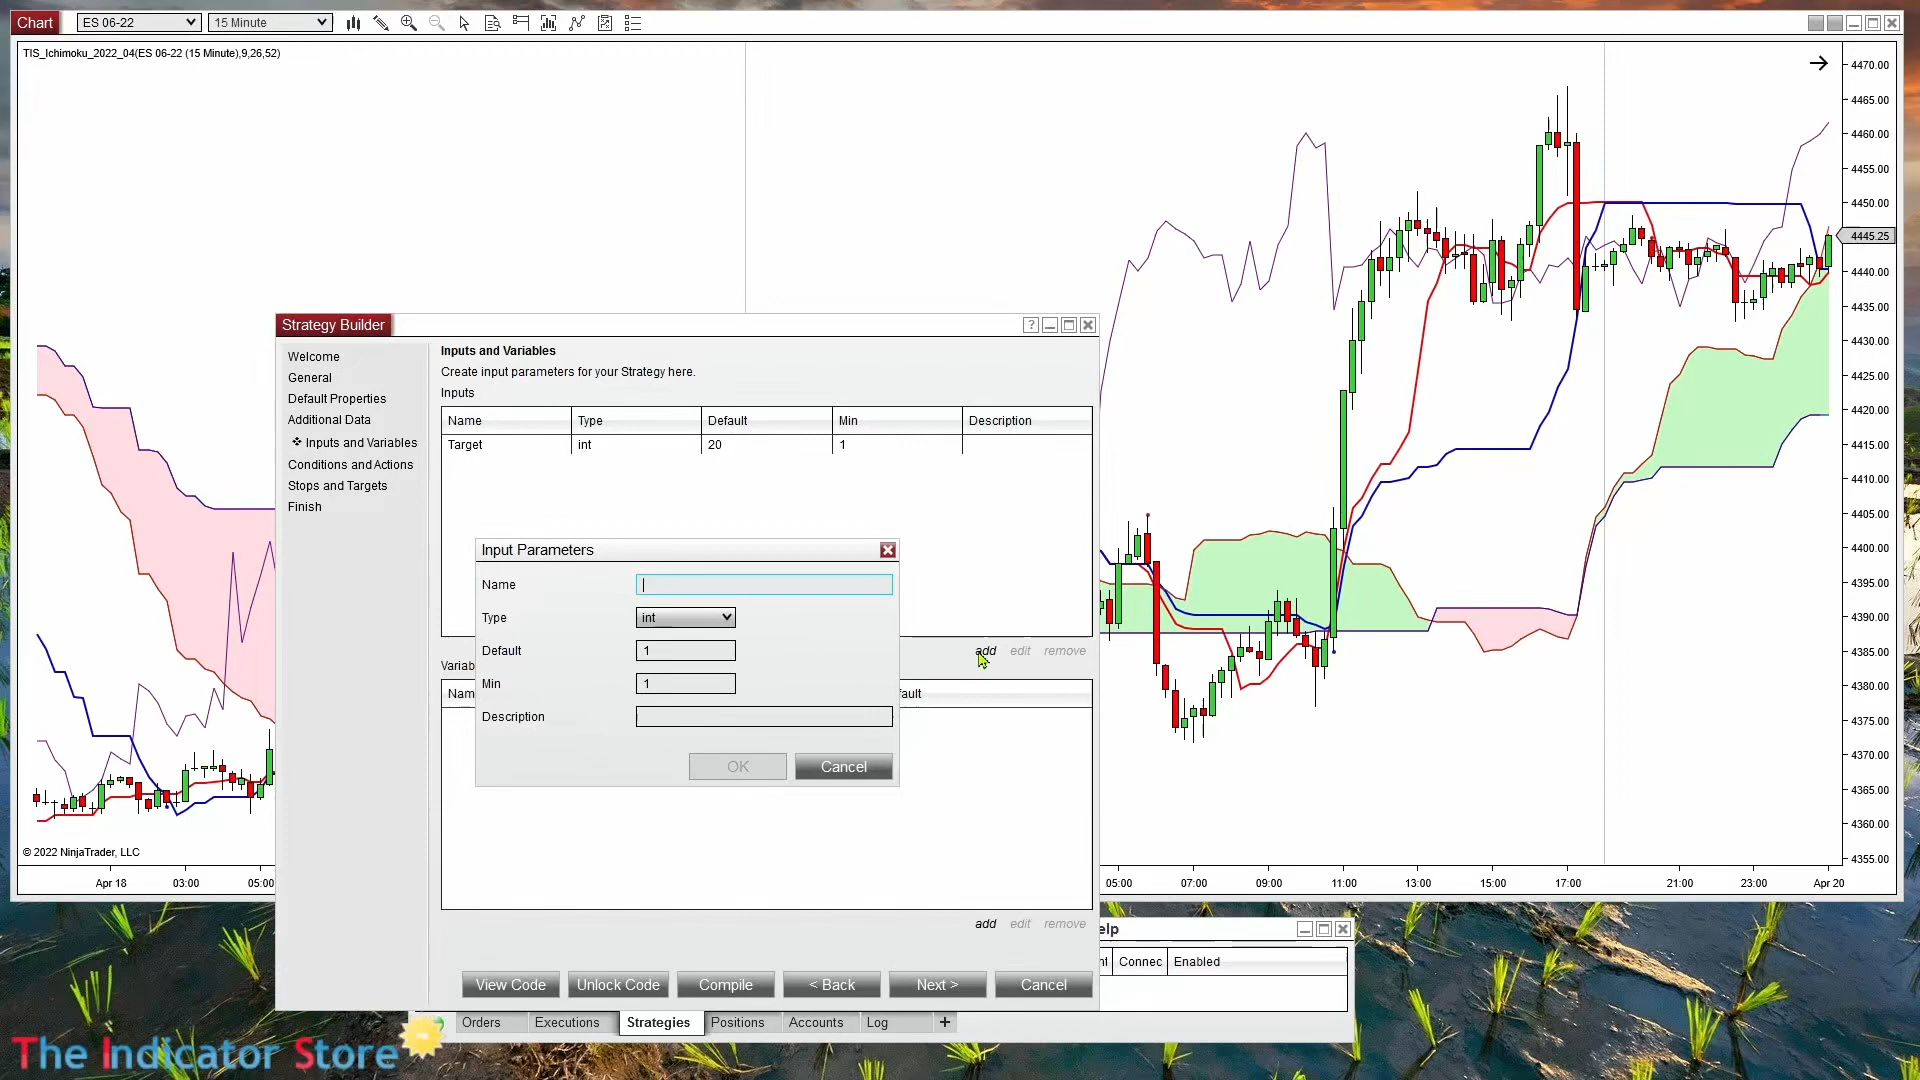 Chart
ES 06-22
15 Minute
TIS_Ichimoku_2022_04(ES 06-22 (15 Minute),9,26,52)
4470.00
4465.00
4460.00
4455.00
4450.00
4445.25
4440.00
4435.00
4430.00
4425.00
4420.00
4415.00
4410.00
4405.00
4400.00
4395.00
4390.00
4385.00
4380.00
4375.00
4370.00
4365.00
4360.00
4355.00
Strategy Builder
?
Welcome
General
Default Properties
Additional Data
Inputs and Variables
Conditions and Actions
Stops and Targets
Finish
Inputs and Variables
Create input parameters for your Strategy here.
Inputs
Name Type Default Min Description
Target int 20 1
Input Parameters
Name
Type int
Default 1
Min 1
Description
OK Cancel
add edit remove
Variab
Nam fault
add edit remove
View Code Unlock Code Compile < Back Next > Cancel
© 2022 NinjaTrader, LLC
Apr 18 03:00 05:00 05:00 07:00 09:00 11:00 13:00 15:00 17:00 21:00 23:00 Apr 20
elp
nt Connec Enabled
Orders Executions Strategies Positions Accounts Log +
The Indicator Store